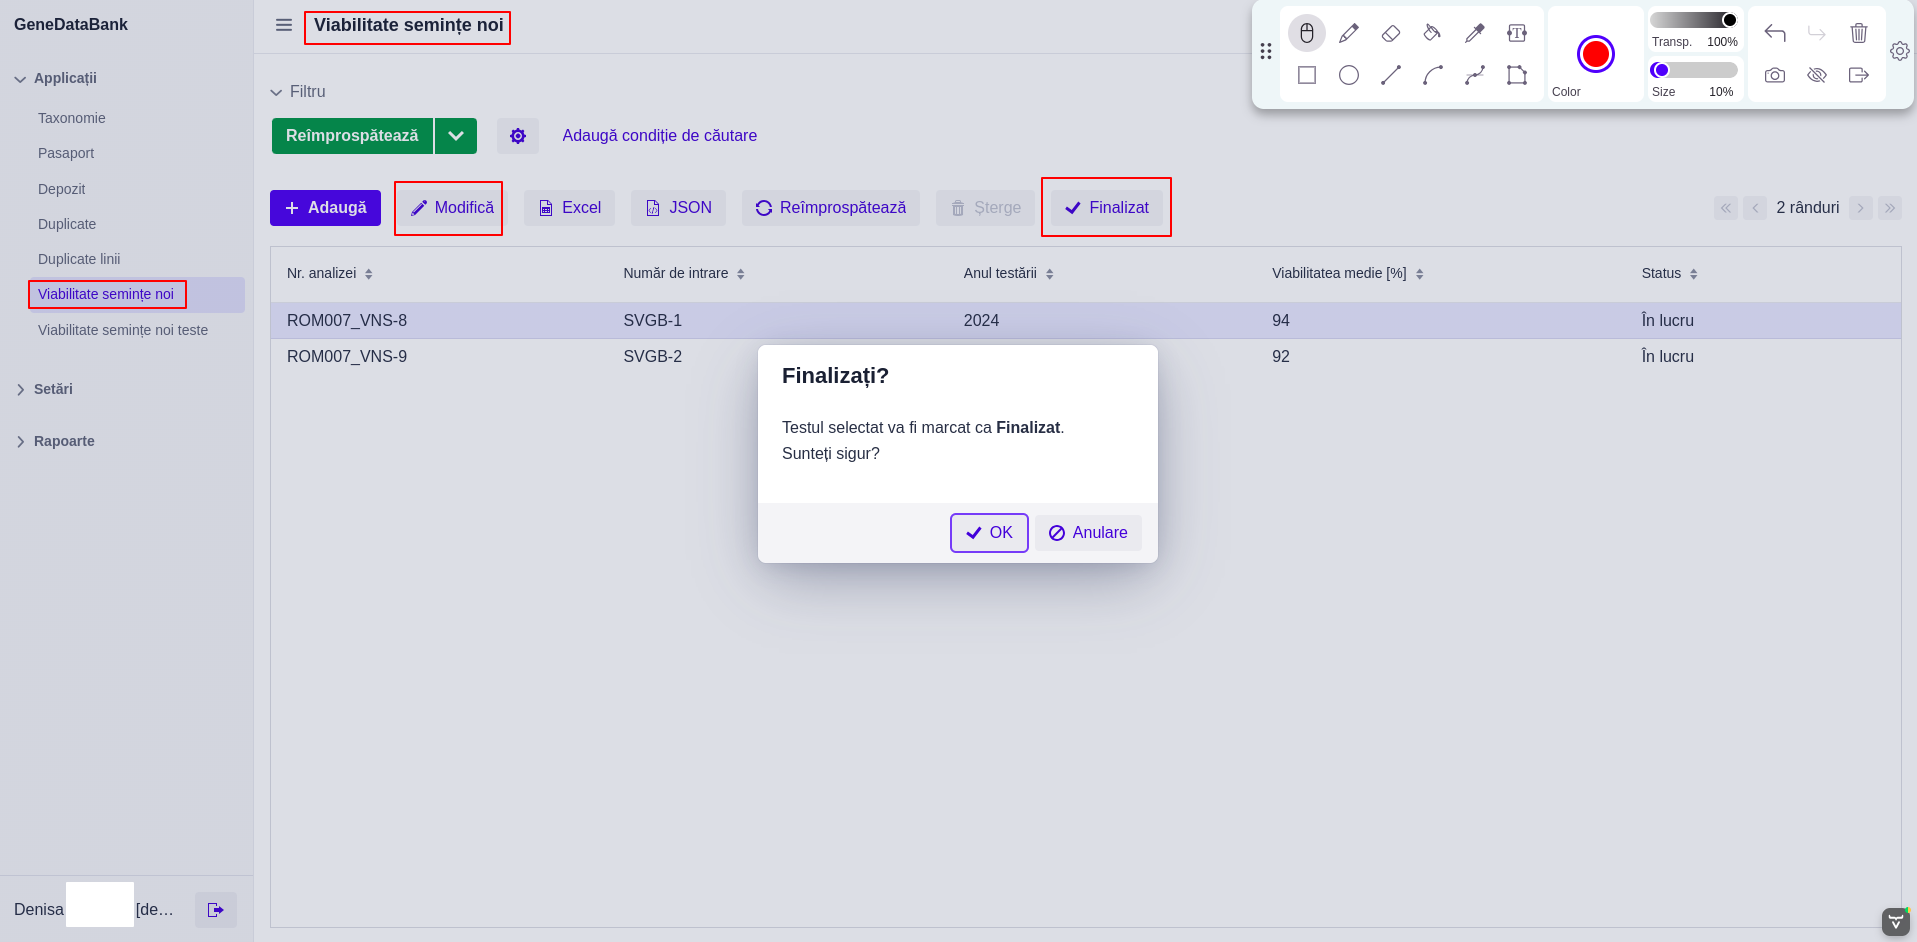 GeneDataBank
Applicații
Taxonomie
Pasaport
Depozit
Duplicate
Duplicate linii
Viabilitate semințe noi
Viabilitate semințe noi teste
Setări
Rapoarte
Denisa [de...
Viabilitate semințe noi
Filtru
Reîmprospătează
Adaugă condiție de căutare
Adaugă Modifică Excel JSON Reîmprospătează Șterge Finalizat 2 rânduri
Nr. analizei Număr de intrare Anul testării Viabilitatea medie [%] Status
ROM007_VNS-8 SVGB-1 2024 94 În lucru
ROM007_VNS-9 SVGB-2 92 În lucru
Finalizați?
Testul selectat va fi marcat ca Finalizat.
Sunteți sigur?
OK Anulare
Color
Transp. 100%
Size 10%